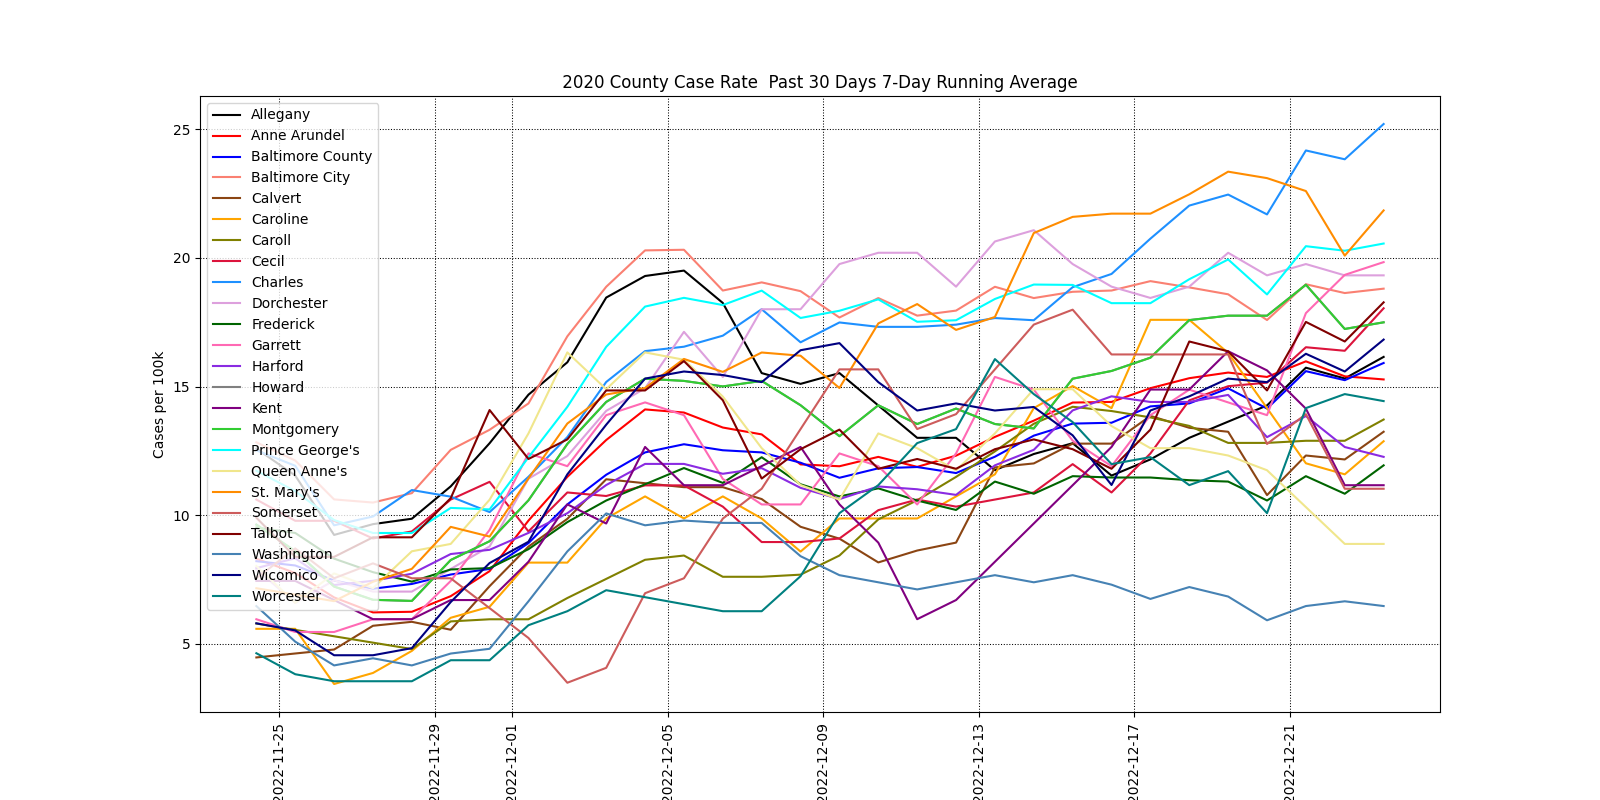 2020 County Case Rate  Past 30 Days 7-Day Running Average
Cases per 100k
25
20
15
10
5
Allegany
Anne Arundel
Baltimore County
Baltimore City
Calvert
Caroline
Caroll
Cecil
Charles
Dorchester
Frederick
Garrett
Harford
Howard
Kent
Montgomery
Prince George's
Queen Anne's
St. Mary's
Somerset
Talbot
Washington
Wicomico
Worcester
2022-11-25
2022-11-29
2022-12-01
2022-12-05
2022-12-09
2022-12-13
2022-12-17
2022-12-21